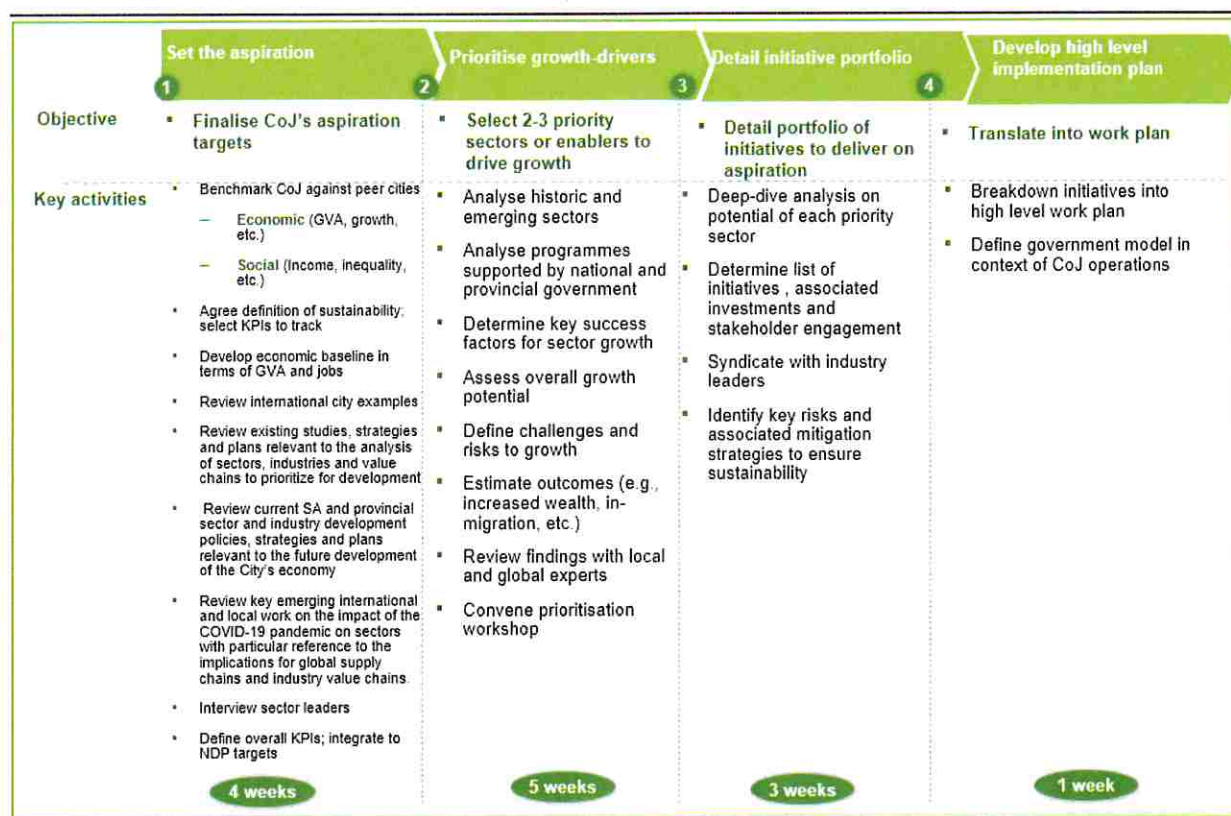 Set the aspiration
Prioritise growth-drivers
Detail initiative portfolio
Develop high level
implementation plan
1
2
3
4
Objective
▪ Finalise CoJ's aspiration
targets
▪ Select 2-3 priority
sectors or enablers to
drive growth
▪ Detail portfolio of
initiatives to deliver on
aspiration
▪ Translate into work plan
Key activities
▪ Benchmark CoJ against peer cities
– Economic (GVA, growth,
etc.)
– Social (Income, inequality,
etc.)
▪ Agree definition of sustainability;
select KPIs to track
▪ Develop economic baseline in
terms of GVA and jobs
▪ Review international city examples
▪ Review existing studies, strategies
and plans relevant to the analysis
of sectors, industries and value
chains to prioritize for development
▪ Review current SA and provincial
sector and industry development
policies, strategies and plans
relevant to the future development
of the City's economy
▪ Review key emerging international
and local work on the impact of the
COVID-19 pandemic on sectors
with particular reference to the
implications for global supply
chains and industry value chains.
▪ Interview sector leaders
▪ Define overall KPIs; integrate to
NDP targets
▪ Analyse historic and
emerging sectors
▪ Analyse programmes
supported by national and
provincial government
▪ Determine key success
factors for sector growth
▪ Assess overall growth
potential
▪ Define challenges and
risks to growth
▪ Estimate outcomes (e.g.,
increased wealth, in-
migration, etc.)
▪ Review findings with local
and global experts
▪ Convene prioritisation
workshop
▪ Deep-dive analysis on
potential of each priority
sector
▪ Determine list of
initiatives , associated
investments and
stakeholder engagement
▪ Syndicate with industry
leaders
▪ Identify key risks and
associated mitigation
strategies to ensure
sustainability
▪ Breakdown initiatives into
high level work plan
▪ Define government model in
context of CoJ operations
4 weeks
5 weeks
3 weeks
1 week